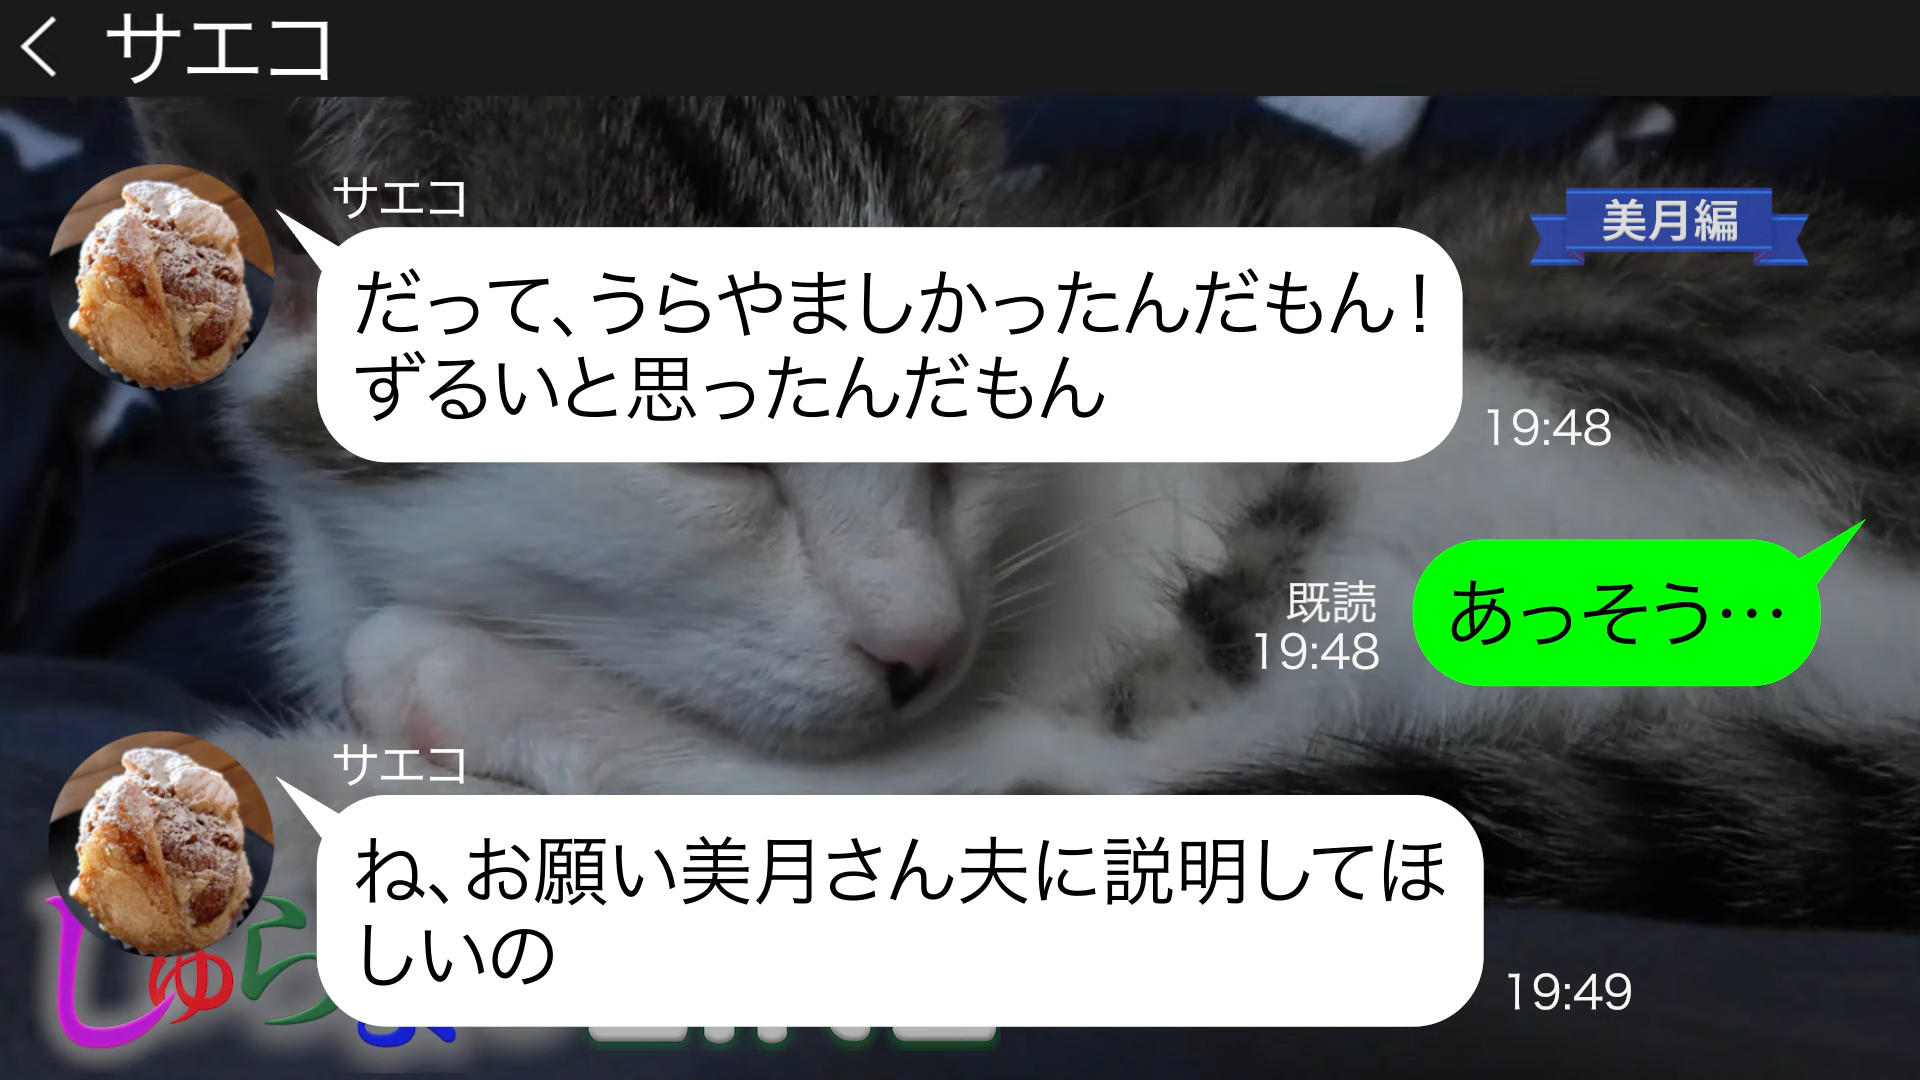 サエコ
サエコ
美月編
だって、うらやましかったんだもん！
ずるいと思ったんだもん
19:48
既読
19:48
あっそう…
サエコ
ね、お願い美月さん夫に説明してほ
しいの
19:49
しゅら